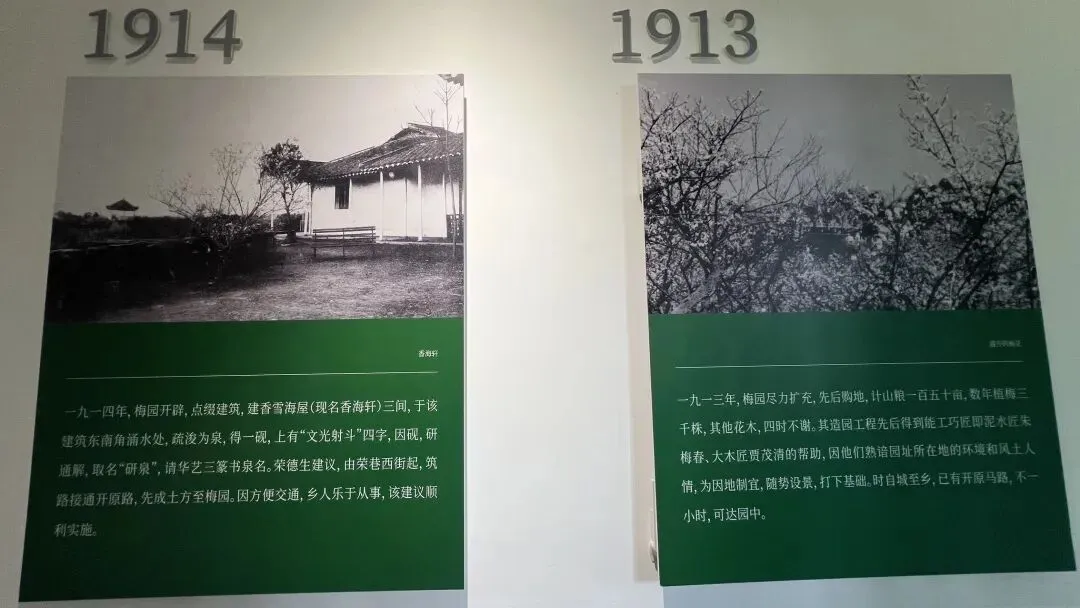 1914
香海轩
一九一四年，梅园开辟，点缀建筑，建香雪海屋（现名香海轩）三间，于该
建筑东南角涌水处，疏浚为泉，得一砚，上有“文光射斗”四字，因砚，研
通解，取名“研泉”，请华艺三篆书泉名。荣德生建议，由荣巷西街起，筑
路接通开原路，先成土方至梅园。因方便交通，乡人乐于从事，该建议顺
利实施。
1913
一九一三年，梅园尽力扩充，先后购地，计山粮一百五十亩，数年植梅三
千株，其他花木，四时不谢。其造园工程先后得到能工巧匠即泥水匠朱
梅春、大木匠贾茂清的帮助，因他们熟谙园址所在地的环境和风土人
情，为因地制宜，随势设景，打下基础。时自城至乡，已有开原马路，不一
小时，可达园中。